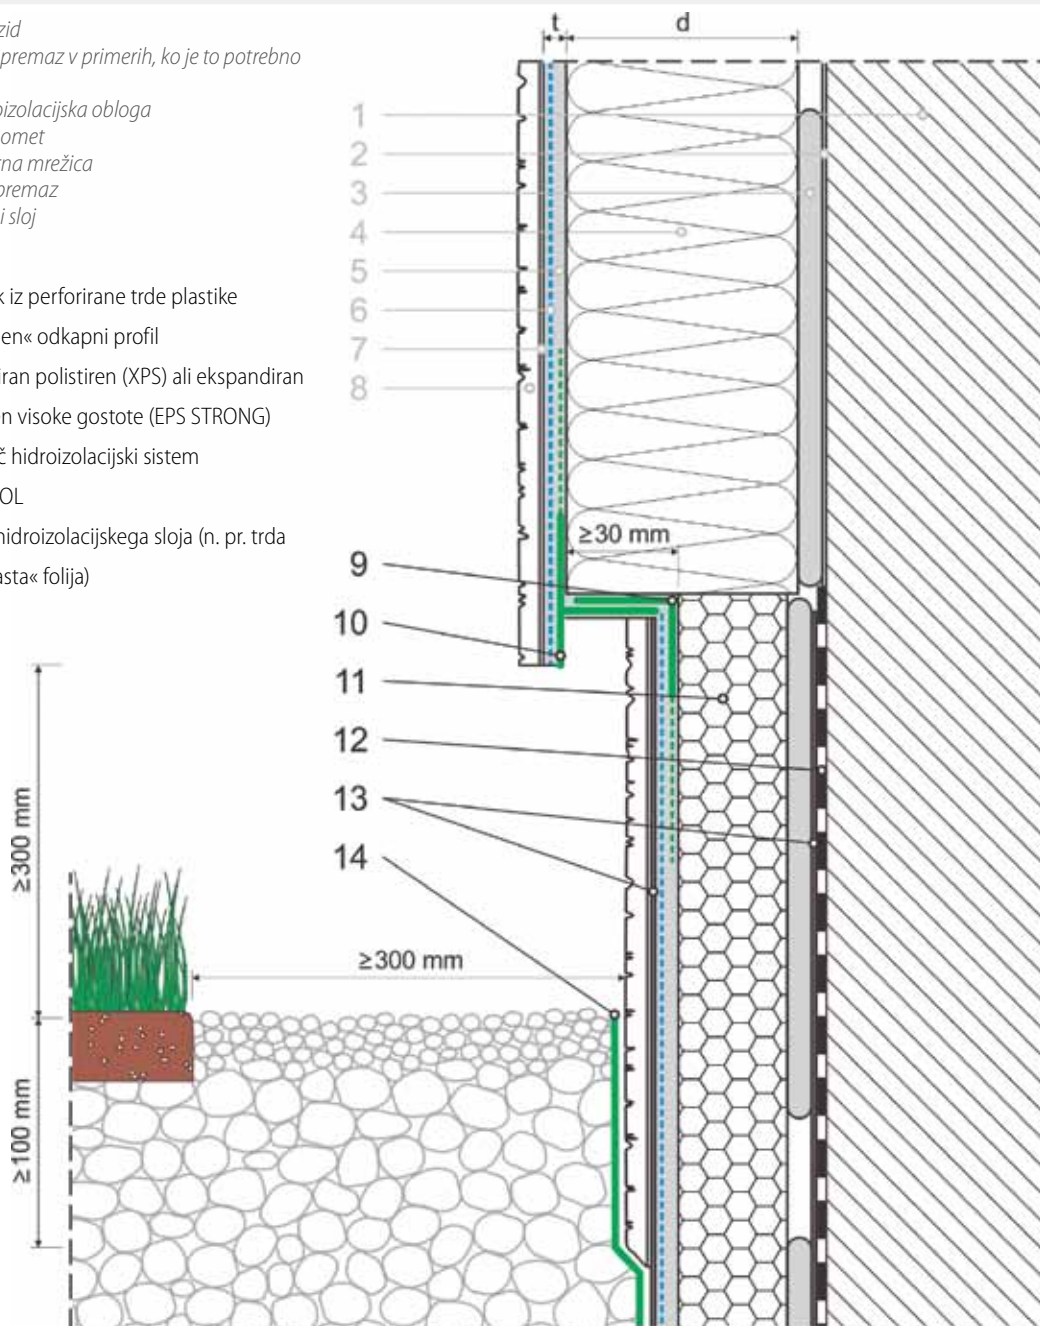 zid
premaz v primerih, ko je to potrebno
oizolacijska obloga
omet
rna mrežica
premaz
i sloj
k iz perforirane trde plastike
en« odkapni profil
iran polistiren (XPS) ali ekspandiran
en visoke gostote (EPS STRONG)
č hidroizolacijski sistem
OL
hidroizolacijskega sloja (n. pr. trda
asta« folija)
t d
1
2
3
4
5
6
7
8
≥30 mm
9
10
11
12
13
14
≥300 mm
≥300 mm
≥100 mm